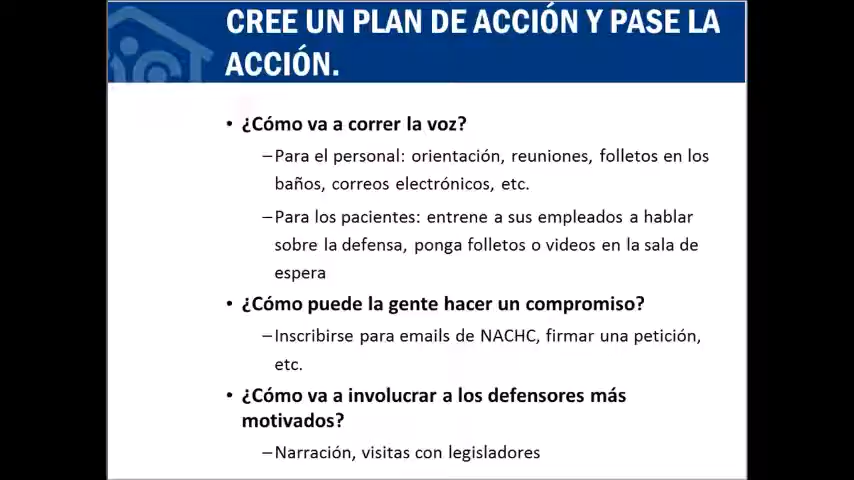 CREE UN PLAN DE ACCIÓN Y PASE LA
ACCIÓN.
• ¿Cómo va a correr la voz?
–Para el personal: orientación, reuniones, folletos en los
baños, correos electrónicos, etc.
–Para los pacientes: entrene a sus empleados a hablar
sobre la defensa, ponga folletos o videos en la sala de
espera
• ¿Cómo puede la gente hacer un compromiso?
–Inscribirse para emails de NACHC, firmar una petición,
etc.
• ¿Cómo va a involucrar a los defensores más
motivados?
–Narración, visitas con legisladores